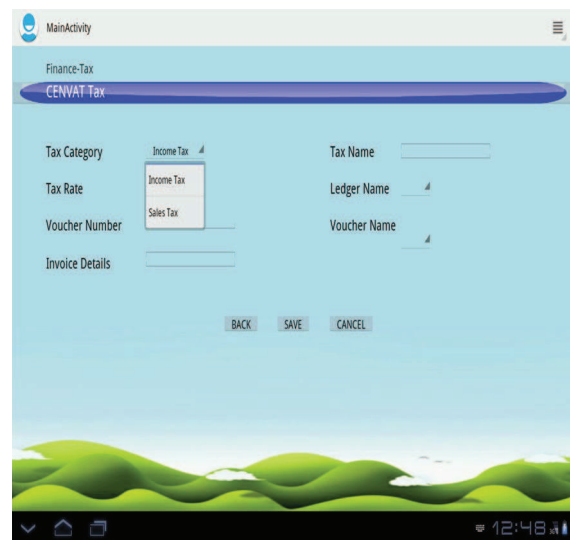 MainActivity
Finance-Tax
CENVAT Tax
Tax Category Income Tax Tax Name
Income Tax
Tax Rate Ledger Name
Sales Tax
Voucher Number Voucher Name
Invoice Details
BACK SAVE CANCEL
12:48